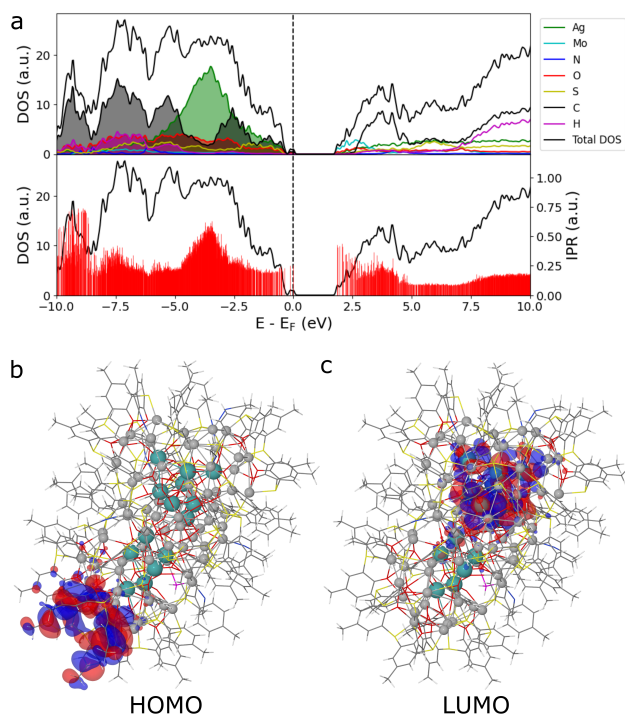 a
DOS (a.u.)
20
10
0
Ag
Mo
N
O
S
C
H
Total DOS
DOS (a.u.)
20
10
0
1.00
0.75
0.50
0.25
0.00
IPR (a.u.)
−10.0 −7.5 −5.0 −2.5 0.0 2.5 5.0 7.5 10.0
E - E_F (eV)
b
c
HOMO
LUMO